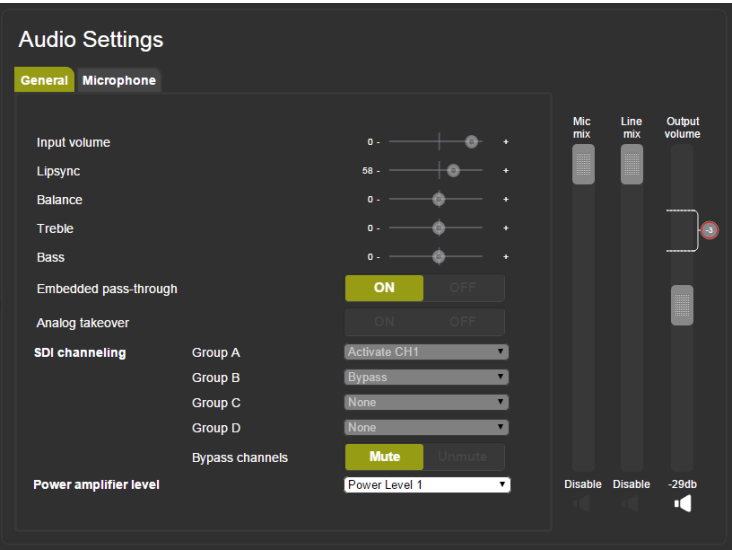 Audio Settings
General Microphone
Mic mix Line mix Output volume
Input volume 0 - +
Lipsync 58 - +
Balance 0 - +
Treble 0 - +
Bass 0 - +
-3
Embedded pass-through ON OFF
Analog takeover ON OFF
SDI channeling Group A Activate CH1
Group B Bypass
Group C None
Group D None
Bypass channels Mute Unmute
Power amplifier level Power Level 1
Disable Disable -29db